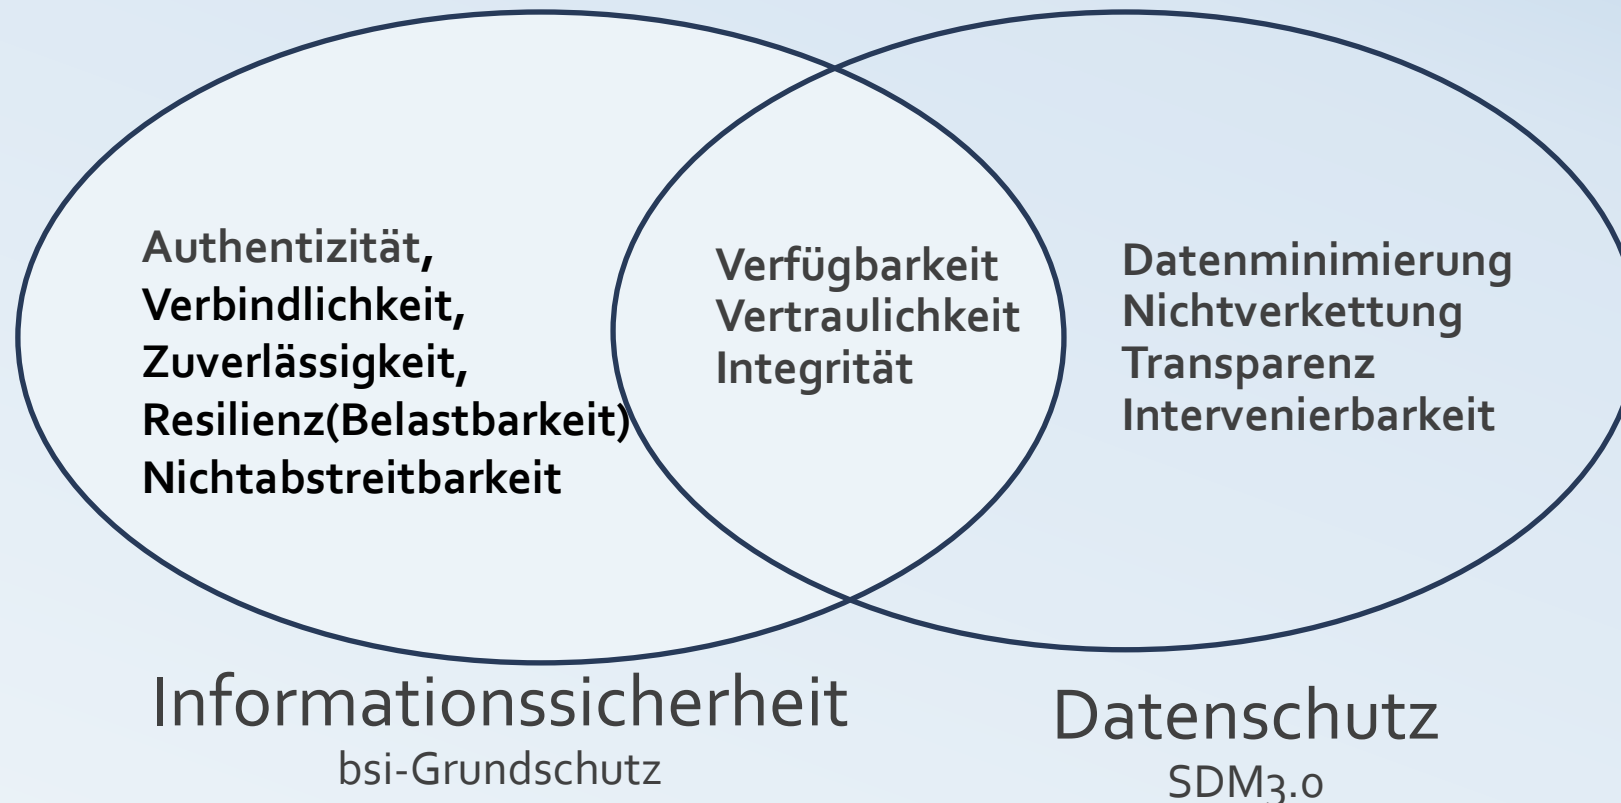 Authentizität,
Verbindlichkeit,
Zuverlässigkeit,
Resilienz(Belastbarkeit)
Nichtabstreitbarkeit
Verfügbarkeit
Vertraulichkeit
Integrität
Datenminimierung
Nichtverkettung
Transparenz
Intervenierbarkeit
Informationssicherheit
bsi-Grundschutz
Datenschutz
SDM3.0